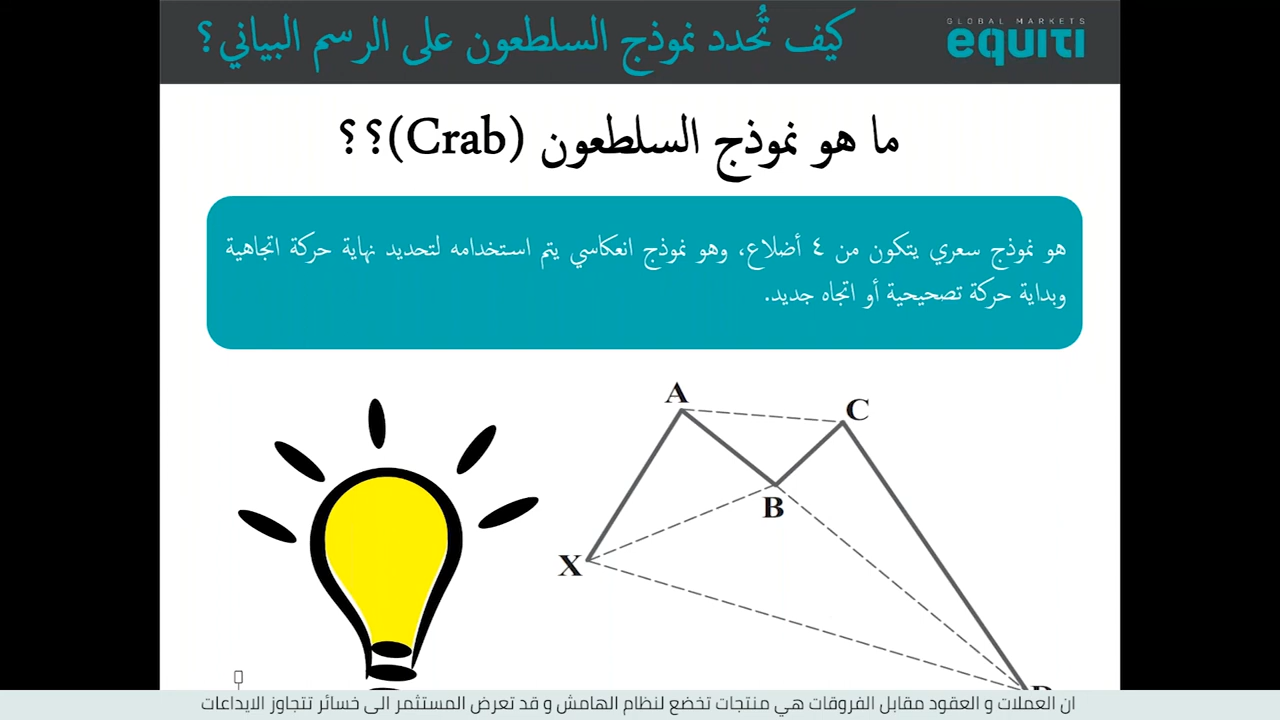 كيف تُحدد نموذج السلطعون على الرسم البياني؟
GLOBAL MARKETS
equiti
ما هو نموذج السلطعون (Crab)؟؟
هو نموذج سعري يتكون من ٤ أضلاع، وهو نموذج انعكاسي يتم استخدامه لتحديد نهاية حركة اتجاهية
وبداية حركة تصحيحية أو اتجاه جديد.
A
C
B
X
ان العملات و العقود مقابل الفروقات هي منتجات تخضع لنظام الهامش و قد تعرض المستثمر الى خسائر تتجاوز الايداعات